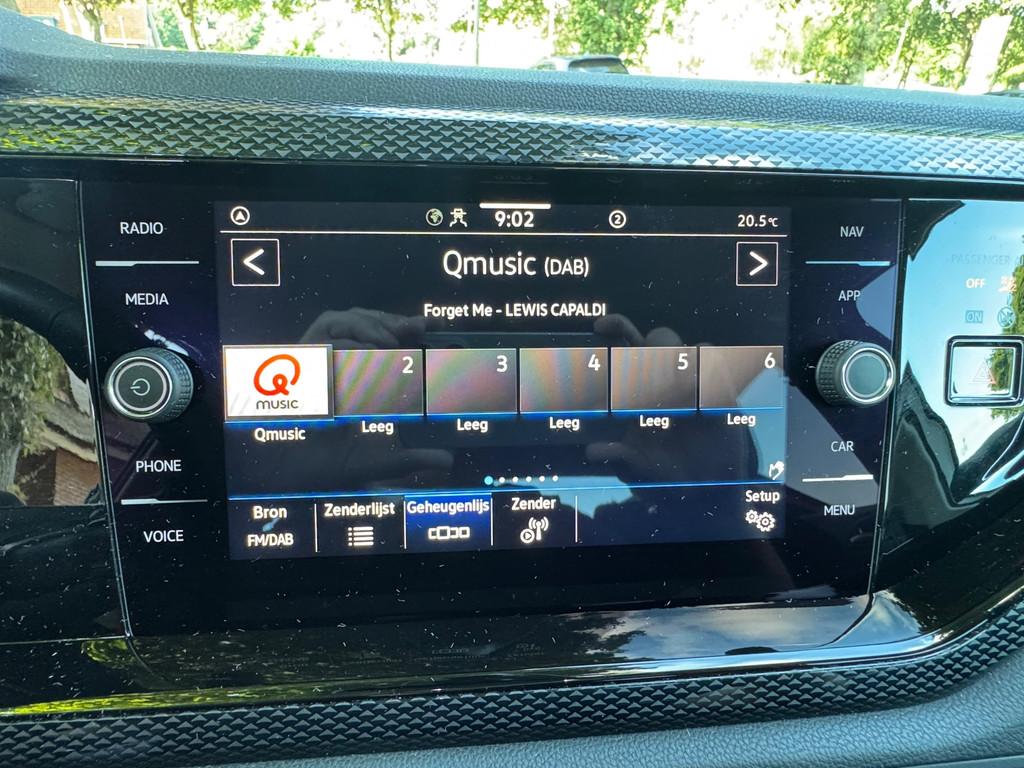 RADIO
MEDIA
PHONE
VOICE
9:02
2
20.5°C
Qmusic (DAB)
Forget Me - LEWIS CAPALDI
MUSIC
2
3
4
5
6
Qmusic
Leeg
Leeg
Leeg
Leeg
Leeg
Bron
FM/DAB
Zenderlijst
Geheugenlijs
Zender
Setup
NAV
APP
CAR
MENU
PASSENGER
OFF
ON